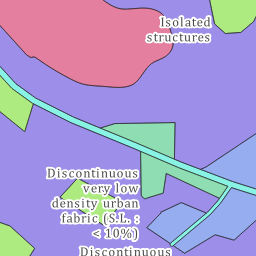 Isolated
structures
Discontinuous
very low
density urban
fabric (S.L. :
< 10%)
Discontinuous